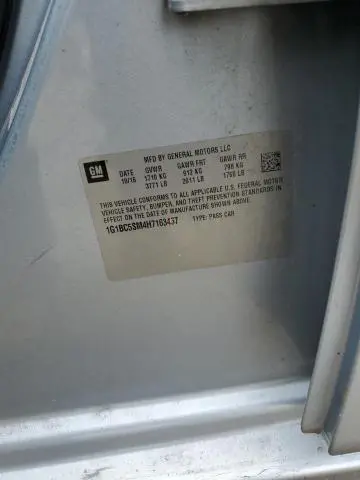 GM
MFD BY GENERAL MOTORS LLC
DATE GVWR GAWR FRT GAWR RR
10/16 1710 KG 912 KG 798 KG
3771 LB 2011 LB 1760 LB
THIS VEHICLE CONFORMS TO ALL APPLICABLE U.S. FEDERAL MOTOR
VEHICLE SAFETY, BUMPER, AND THEFT PREVENTION STANDARDS IN
EFFECT ON THE DATE OF MANUFACTURE SHOWN ABOVE.
1G1BC5SM4H7163437 TYPE: PASS CAR